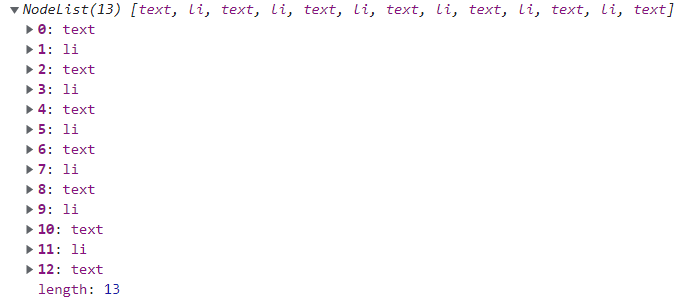 NodeList(13) [text, li, text, li, text, li, text, li, text, li, text, li, text]
0: text
1: li
2: text
3: li
4: text
5: li
6: text
7: li
8: text
9: li
10: text
11: li
12: text
length: 13